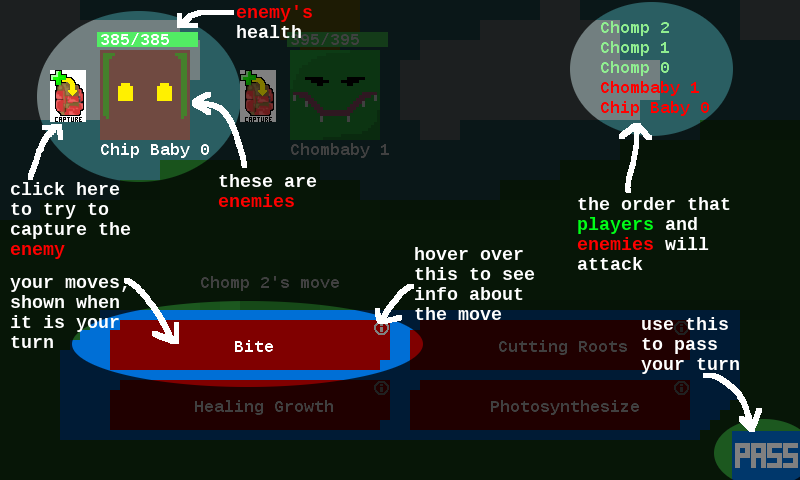 enemy's
health
385/385
395/395
Chomp 2
Chomp 1
Chomp 0
Chombaby 1
Chip Baby 0
CAPTURE
CAPTURE
Chip Baby 0
Chombaby 1
click here
to try to
capture the
enemy
these are
enemies
the order that
players and
enemies will
attack
your moves,
shown when
it is your
turn
Chomp 2's move
hover over
this to see
info about
the move
use this
to pass
your turn
Bite
Cutting Roots
Healing Growth
Photosynthesize
PASS